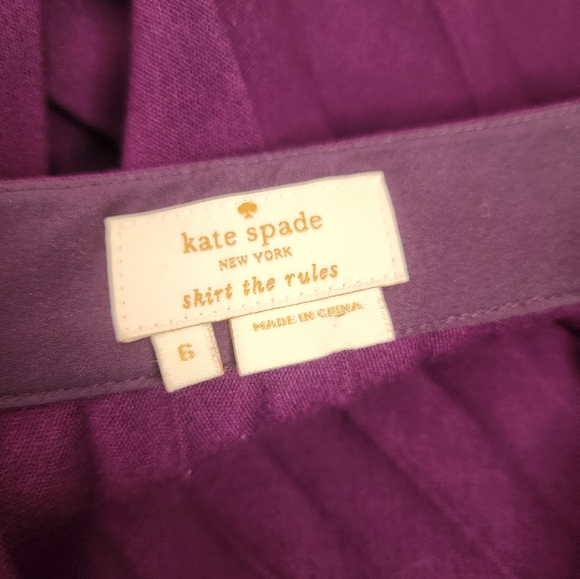 kate spade
NEW YORK
skirt the rules
6
MADE IN CHINA